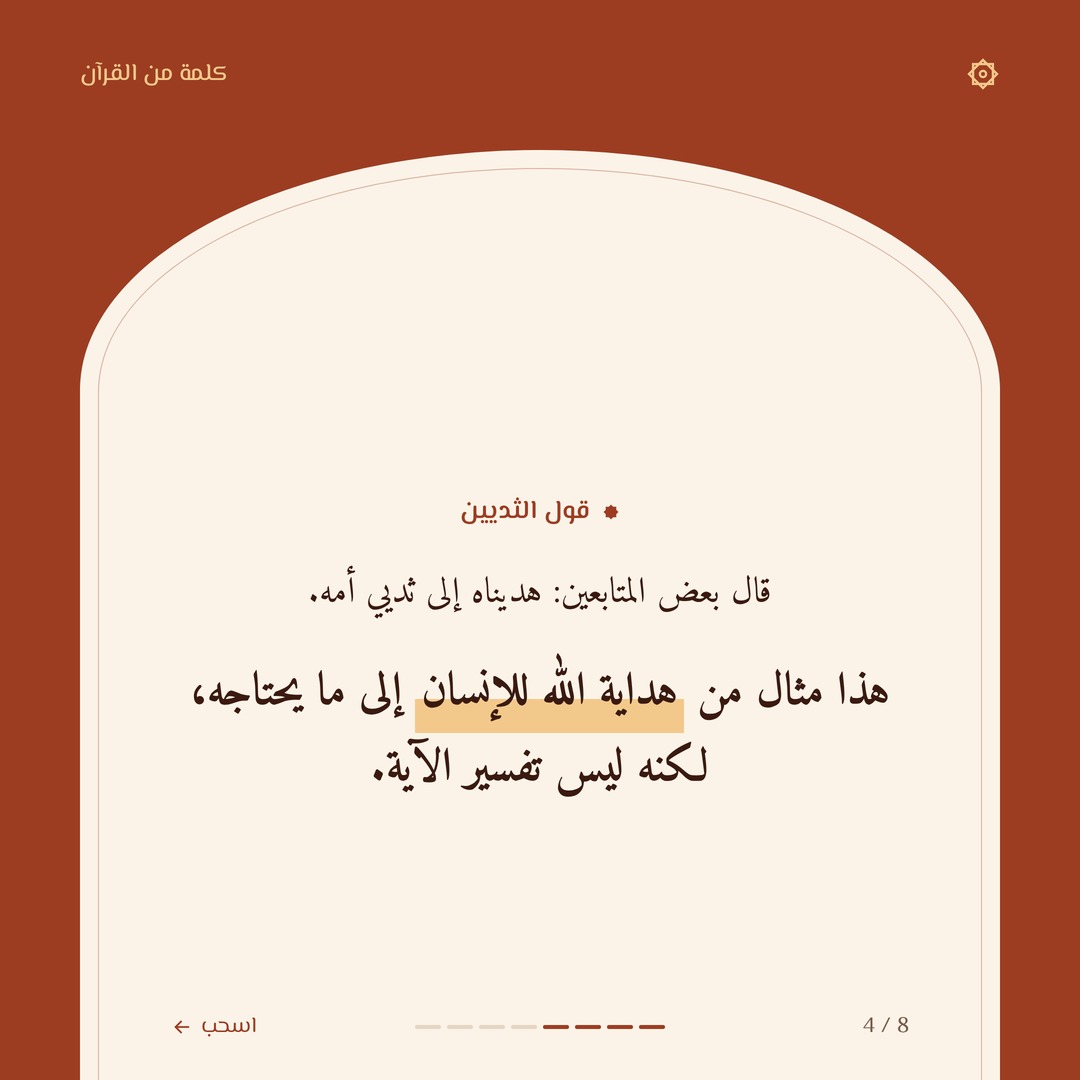 كلمة من القرآن
قول الثديين
قال بعض المتابعين: هديناه إلى ثديي أمه.
هذا مثال من هداية الله للإنسان إلى ما يحتاجه،
لكنه ليس تفسير الآية.
4 / 8
اسحب ←